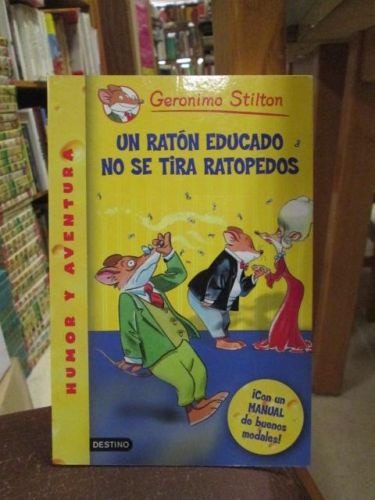 Geronimo Stilton
UN RATÓN EDUCADO
NO SE TIRA RATOPEDOS
HUMOR Y AVENTURA
¡Con un
MANUAL
de buenos
modales!
DESTINO